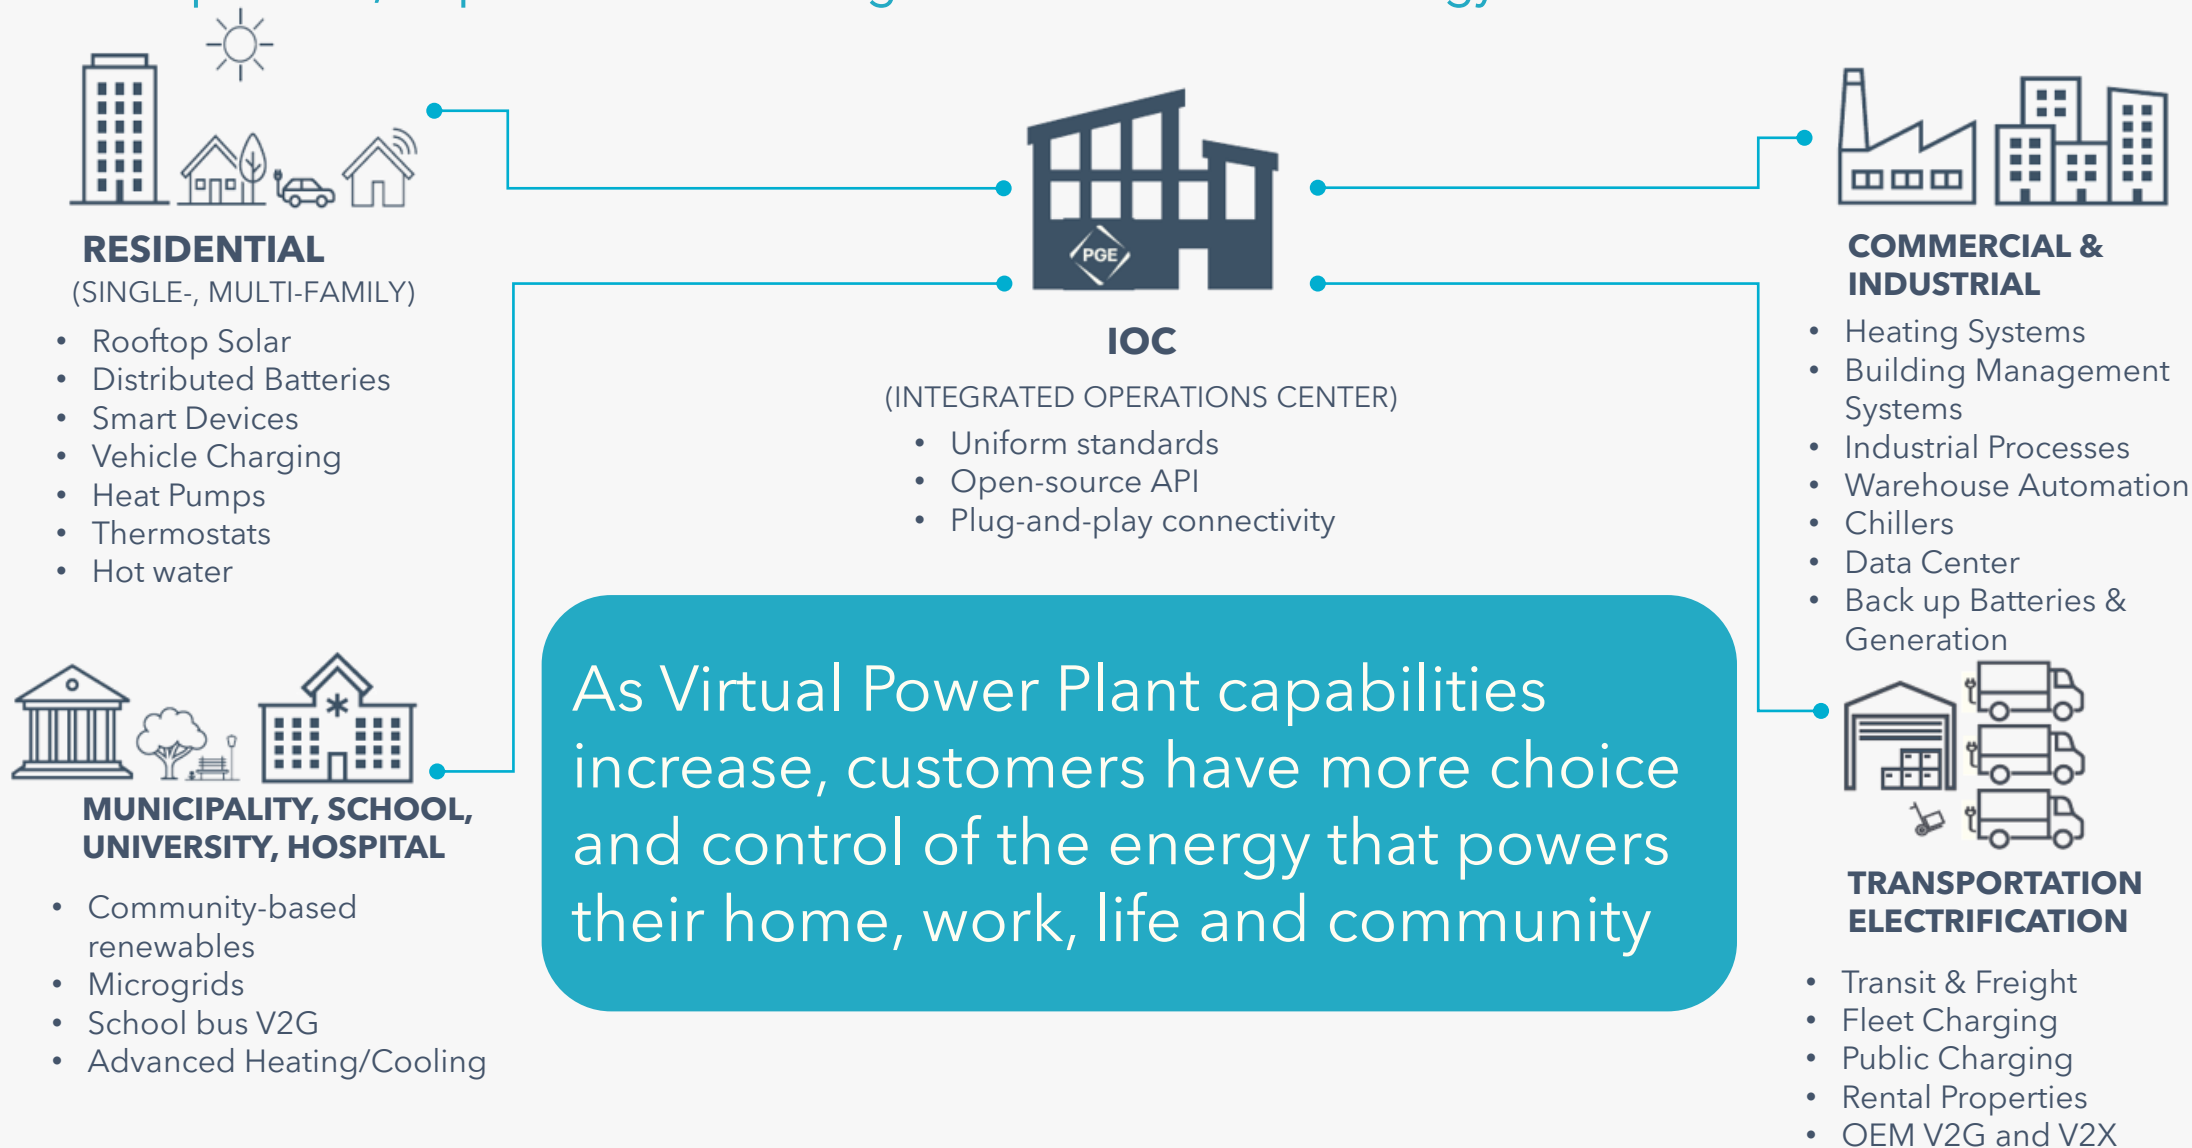 RESIDENTIAL
(SINGLE-, MULTI-FAMILY)
• Rooftop Solar
• Distributed Batteries
• Smart Devices
• Vehicle Charging
• Heat Pumps
• Thermostats
• Hot water
MUNICIPALITY, SCHOOL,
UNIVERSITY, HOSPITAL
• Community-based
renewables
• Microgrids
• School bus V2G
• Advanced Heating/Cooling
PGE
IOC
(INTEGRATED OPERATIONS CENTER)
• Uniform standards
• Open-source API
• Plug-and-play connectivity
As Virtual Power Plant capabilities
increase, customers have more choice
and control of the energy that powers
their home, work, life and community
COMMERCIAL &
INDUSTRIAL
• Heating Systems
• Building Management
Systems
• Industrial Processes
• Warehouse Automation
• Chillers
• Data Center
• Back up Batteries &
Generation
TRANSPORTATION
ELECTRIFICATION
• Transit & Freight
• Fleet Charging
• Public Charging
• Rental Properties
• OEM V2G and V2X